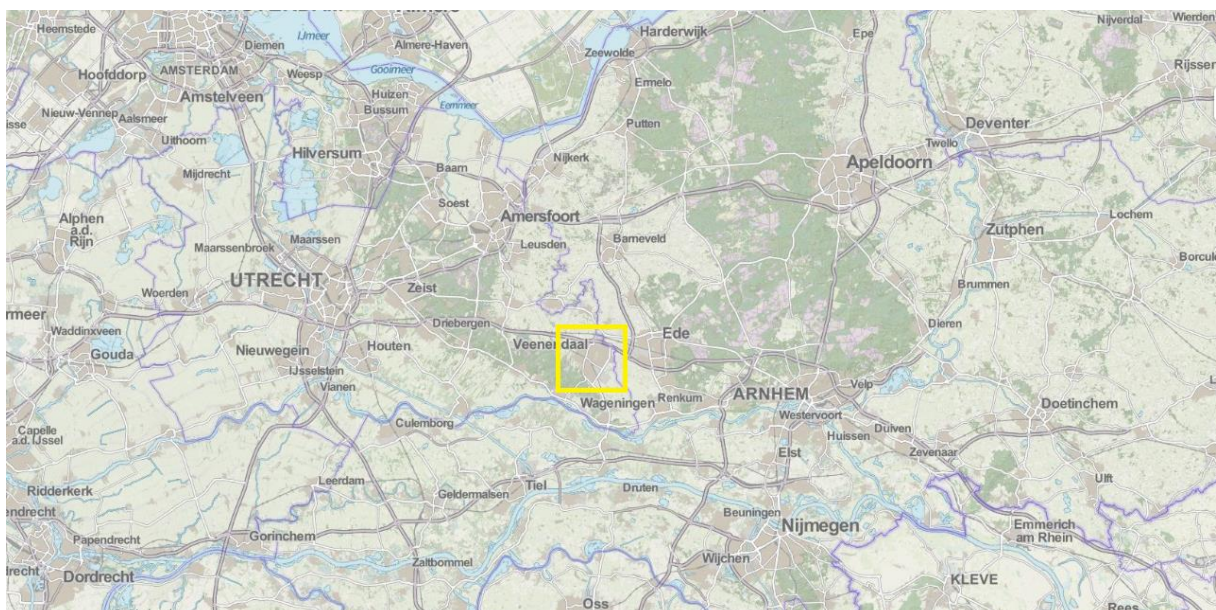 Heemstede
IJmeer
Almere-Haven
Harderwijk
Epe
Nijverdal
Wierden
Diemen
Zeewolde
Hoofddorp
AMSTERDAM
Weesp
Gooimeer
Ermelo
Rijssen
Amstelveen
Huizen
Eemmeer
Nieuw-Vennep
Aalsmeer
Bussum
Putten
Deventer
Uithoorn
Twello
Hilversum
Nijkerk
Apeldoorn
Mijdrecht
Baarn
Soest
Alphen
a.d.
Rijn
Amersfoort
Lochem
Maarssen
Barneveld
Zutphen
Maarssenbroek
Leusden
Borculo
UTRECHT
Zeist
Brummen
Woerden
Waddinxveen
Driebergen
Ede
Dieren
Gouda
Nieuwegein
Houten
Veenendaal
IJsselstein
Vianen
ARNHEM
Velp
Wageningen
Renkum
Doetinchem
Westervoort
Capelle
a.d. IJssel
Culemborg
Huissen
Duiven
Elst
Zevenaar
Leerdam
Ulft
Ridderkerk
Geldermalsen
Tiel
Druten
Beuningen
Emmerich
am Rhein
Papendrecht
Gorinchem
Nijmegen
Zaltbommel
Wijchen
Dordrecht
KLEVE
Oss
Rees